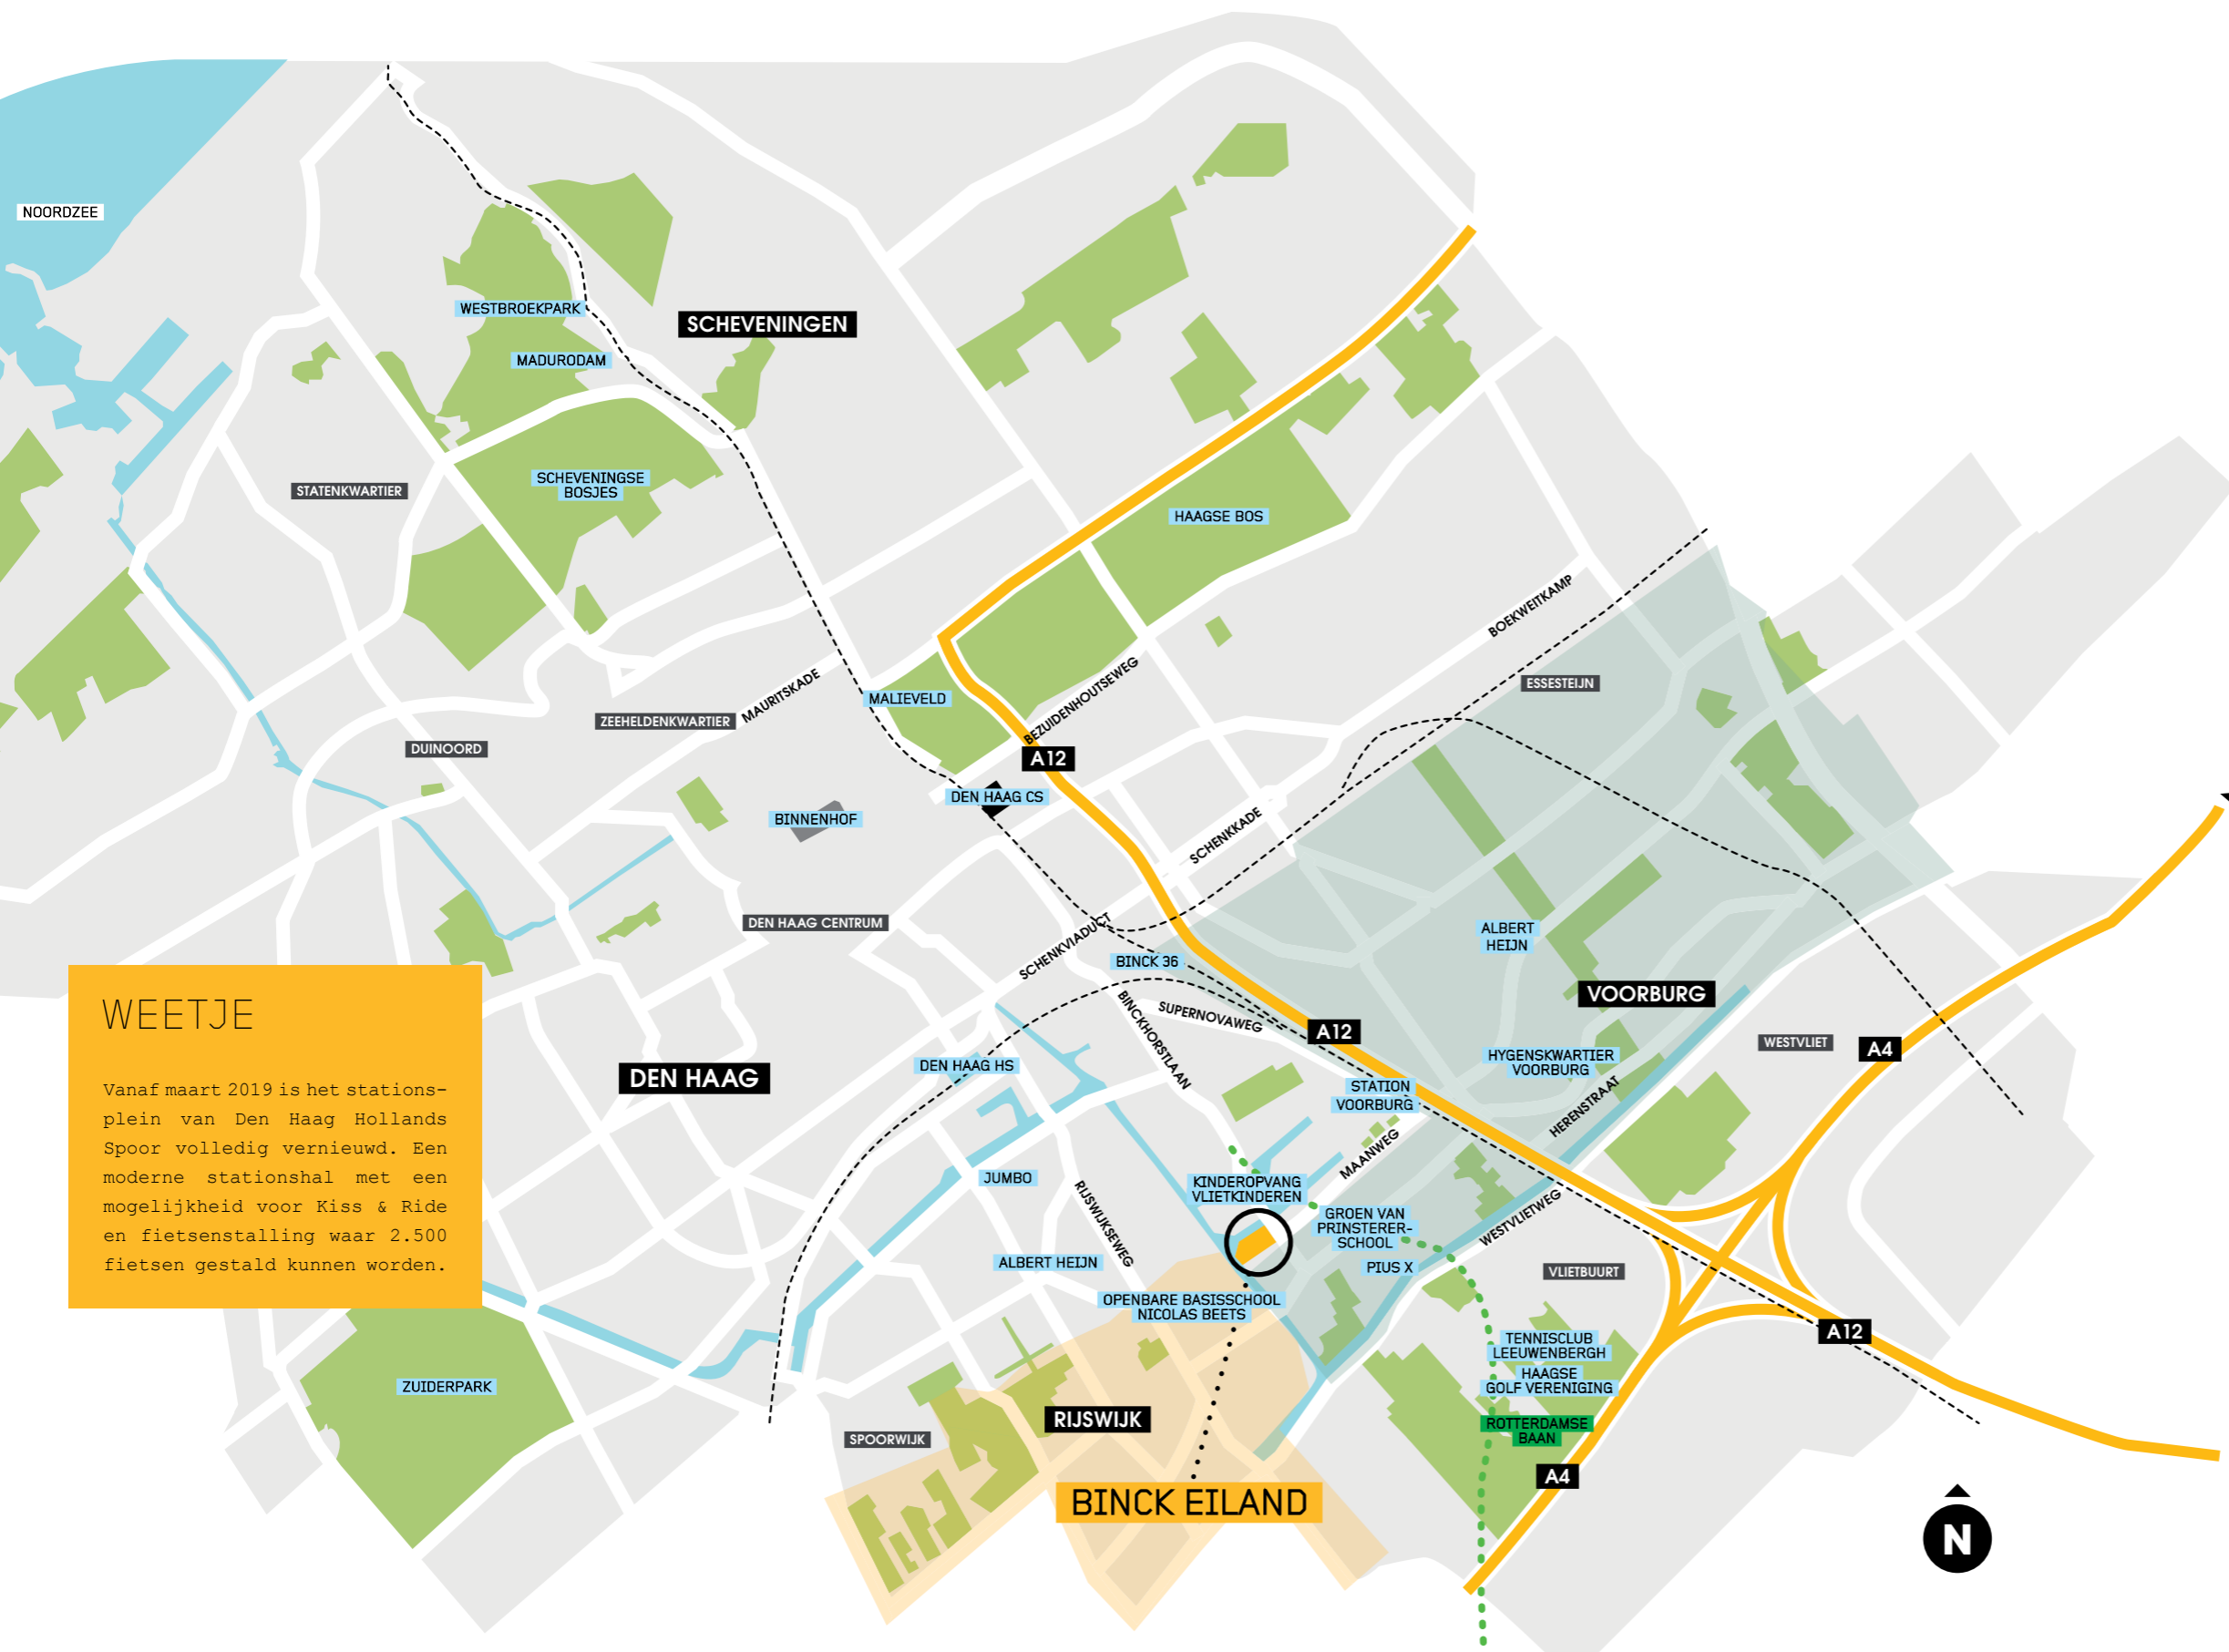 NOORDZEE
WESTBROEKPARK
SCHEVENINGEN
MADURODAM
STATENKWARTIER
SCHEVENINGSE
BOSJES
HAAGSE BOS
BOEKWEITKAMP
MAURITSKADE
MALIEVELD
BEZUIDENHOUTSEWEG
ESSESTEIJN
ZEEHELDENKWARTIER
DUINOORD
A12
DEN HAAG CS
BINNENHOF
SCHENKKADE
DEN HAAG CENTRUM
SCHENKVIADUCT
ALBERT
HEIJN
BINCK 36
VOORBURG
BINCKHORSTLAAN
SUPERNOVAWEG
A12
WESTVLIET
A4
DEN HAAG HS
HYGENSKWARTIER
VOORBURG
DEN HAAG
STATION
VOORBURG
HERENSTRAAT
MAANWEG
JUMBO
KINDEROPVANG
VLIETKINDEREN
RIJSWIJKSEWEG
GROEN VAN
PRINSTERER-
SCHOOL
WESTVLIETWEG
ALBERT HEIJN
PIUS X
VLIETBUURT
OPENBARE BASISSCHOOL
NICOLAS BEETS
A12
TENNISCLUB
LEEUWENBERGH
HAAGSE
GOLF VERENIGING
ZUIDERPARK
RIJSWIJK
ROTTERDAMSE
BAAN
SPOORWIJK
A4
BINCK EILAND
N
WEETJE
Vanaf maart 2019 is het stations-
plein van Den Haag Hollands
Spoor volledig vernieuwd. Een
moderne stationshal met een
mogelijkheid voor Kiss & Ride
en fietsenstalling waar 2.500
fietsen gestald kunnen worden.